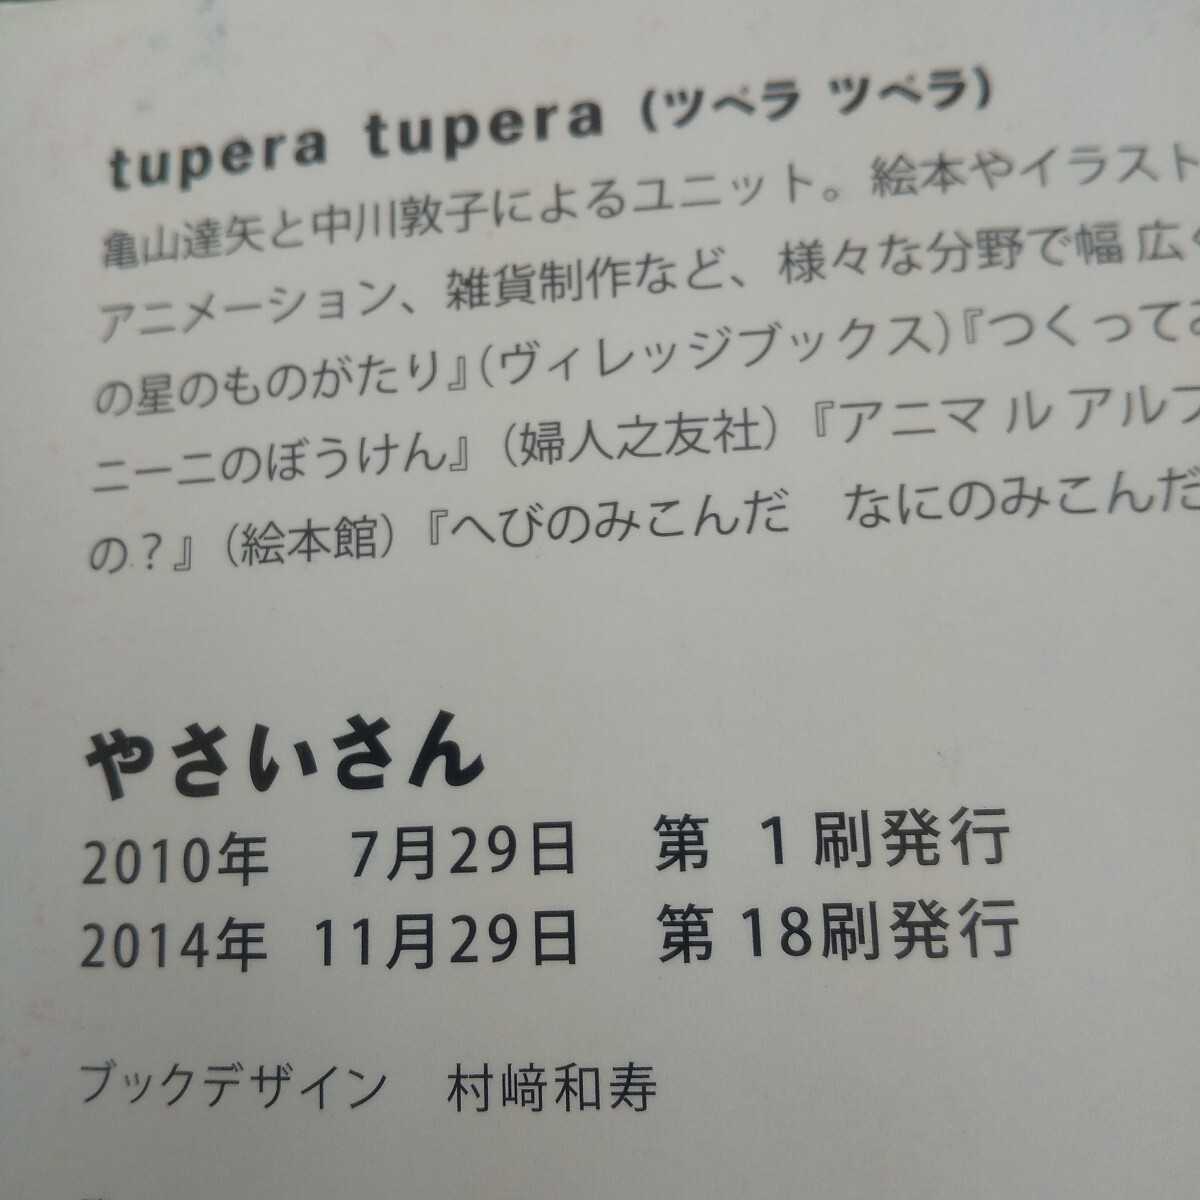 tupera tupera (ツペラ ツペラ)
亀山達矢と中川敦子によるユニット。絵本やイラスト
アニメーション、雑貨制作など、様々な分野で幅 広く
の星のものがたり』(ヴィレッジブックス)『つくって
ニーニのぼうけん』(婦人之友社)『アニマ ル アルフ
の？』(絵本館)『へびのみこんだ　なにのみこんだ
やさいさん
2010年 7月29日 第 1 刷発行
2014年 11月29日 第 18刷発行
ブックデザイン 村﨑和寿